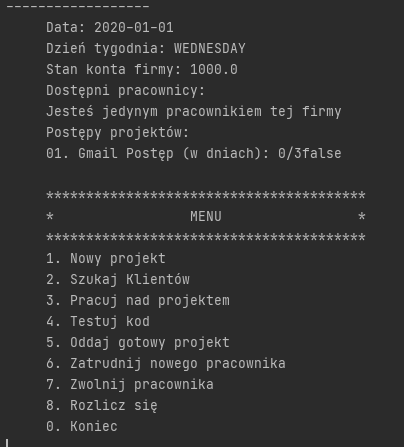 ------------------
Data: 2020-01-01
Dzień tygodnia: WEDNESDAY
Stan konta firmy: 1000.0
Dostępni pracownicy:
Jesteś jedynym pracownikiem tej firmy
Postępy projektów:
01. Gmail Postęp (w dniach): 0/3false
****************************************
* MENU *
****************************************
1. Nowy projekt
2. Szukaj Klientów
3. Pracuj nad projektem
4. Testuj kod
5. Oddaj gotowy projekt
6. Zatrudnij nowego pracownika
7. Zwolnij pracownika
8. Rozlicz się
0. Koniec